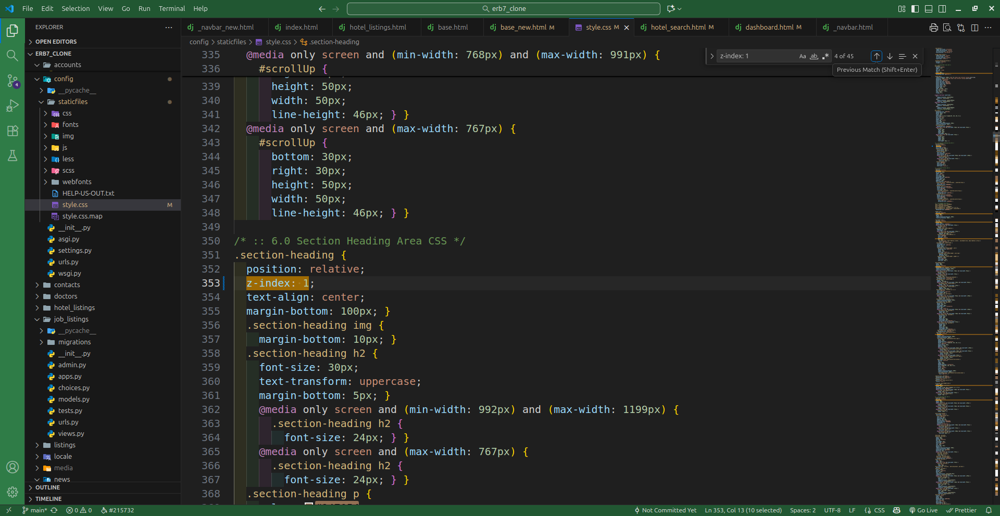 File Edit Selection View Go Run Terminal Help
erb7_clone
EXPLORER
OPEN EDITORS
ERB7_CLONE
accounts
config
__pycache__
staticfiles
css
fonts
img
js
less
scss
webfonts
HELP-US-OUT.txt
style.css M
style.css.map
__init__.py
asgi.py
settings.py
urls.py
wsgi.py
contacts
doctors
hotel_listings
job_listings
__pycache__
migrations
__init__.py
admin.py
apps.py
choices.py
models.py
tests.py
urls.py
views.py
listings
locale
media
news
OUTLINE
TIMELINE
4
_navbar_new.html index.html hotel_listings.html base.html base_new.html M style.css M hotel_search.html M dashboard.html M _navbar.html
config > staticfiles > style.css > .section-heading
z-index: 1 Aa ab .* 4 of 45
Previous Match (Shift+Enter)
335 @media only screen and (min-width: 768px) and (max-width: 991px) {
336 #scrollUp {
339 height: 50px;
340 width: 50px;
341 line-height: 46px; } }
342 @media only screen and (max-width: 767px) {
343 #scrollUp {
344 bottom: 30px;
345 right: 30px;
346 height: 50px;
347 width: 50px;
348 line-height: 46px; } }
349
350 /* :: 6.0 Section Heading Area CSS */
351 .section-heading {
352 position: relative;
353 z-index: 1;
354 text-align: center;
355 margin-bottom: 100px; }
356 .section-heading img {
357 margin-bottom: 10px; }
358 .section-heading h2 {
359 font-size: 30px;
360 text-transform: uppercase;
361 margin-bottom: 5px; }
362 @media only screen and (min-width: 992px) and (max-width: 1199px) {
363 .section-heading h2 {
364 font-size: 24px; } }
365 @media only screen and (max-width: 767px) {
366 .section-heading h2 {
367 font-size: 24px; } }
368 .section-heading p {
main* 0 0 #215732 Not Committed Yet Ln 353, Col 13 (10 selected) Spaces: 2 UTF-8 LF CSS Go Live Prettier